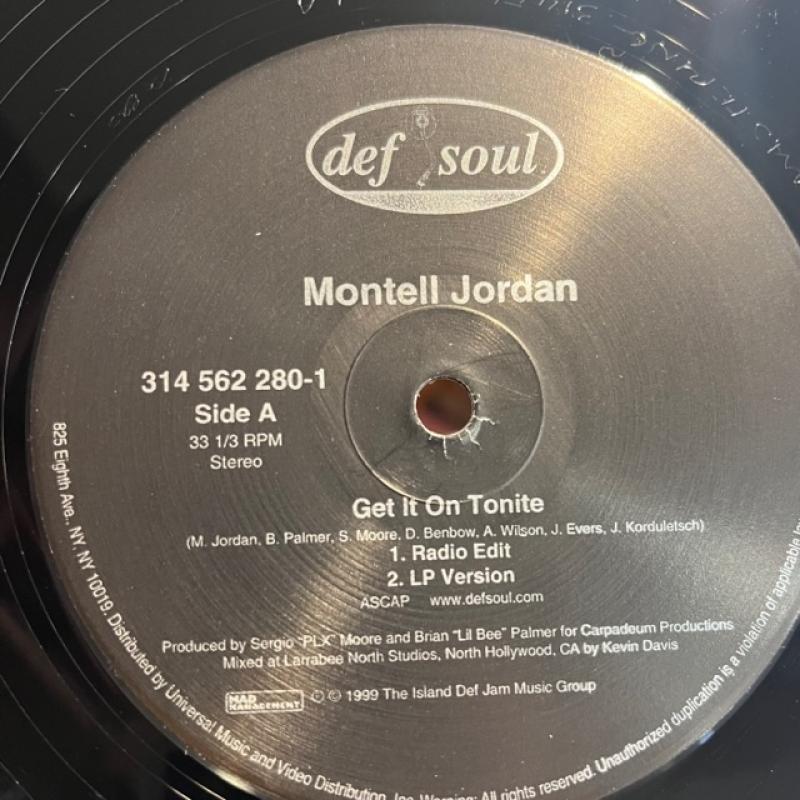 def soul
Montell Jordan
314 562 280-1
Side A
33 1/3 RPM
Stereo
Get It On Tonite
(M. Jordan, B. Palmer, S. Moore, D. Benbow, A. Wilson, J. Evers, J. Korduletsch)
1. Radio Edit
2. LP Version
ASCAP www.defsoul.com
Produced by Sergio "PLX" Moore and Brian "Lil Bee" Palmer for Carpadeum Productions
Mixed at Larrabee North Studios, North Hollywood, CA by Kevin Davis
MAD MANAGEMENT ℗ © 1999 The Island Def Jam Music Group
825 Eighth Ave., NY, NY 10019. Distributed by Universal Music and Video Distribution, Inc. Warning: All rights reserved. Unauthorized duplication is a violation of applicable